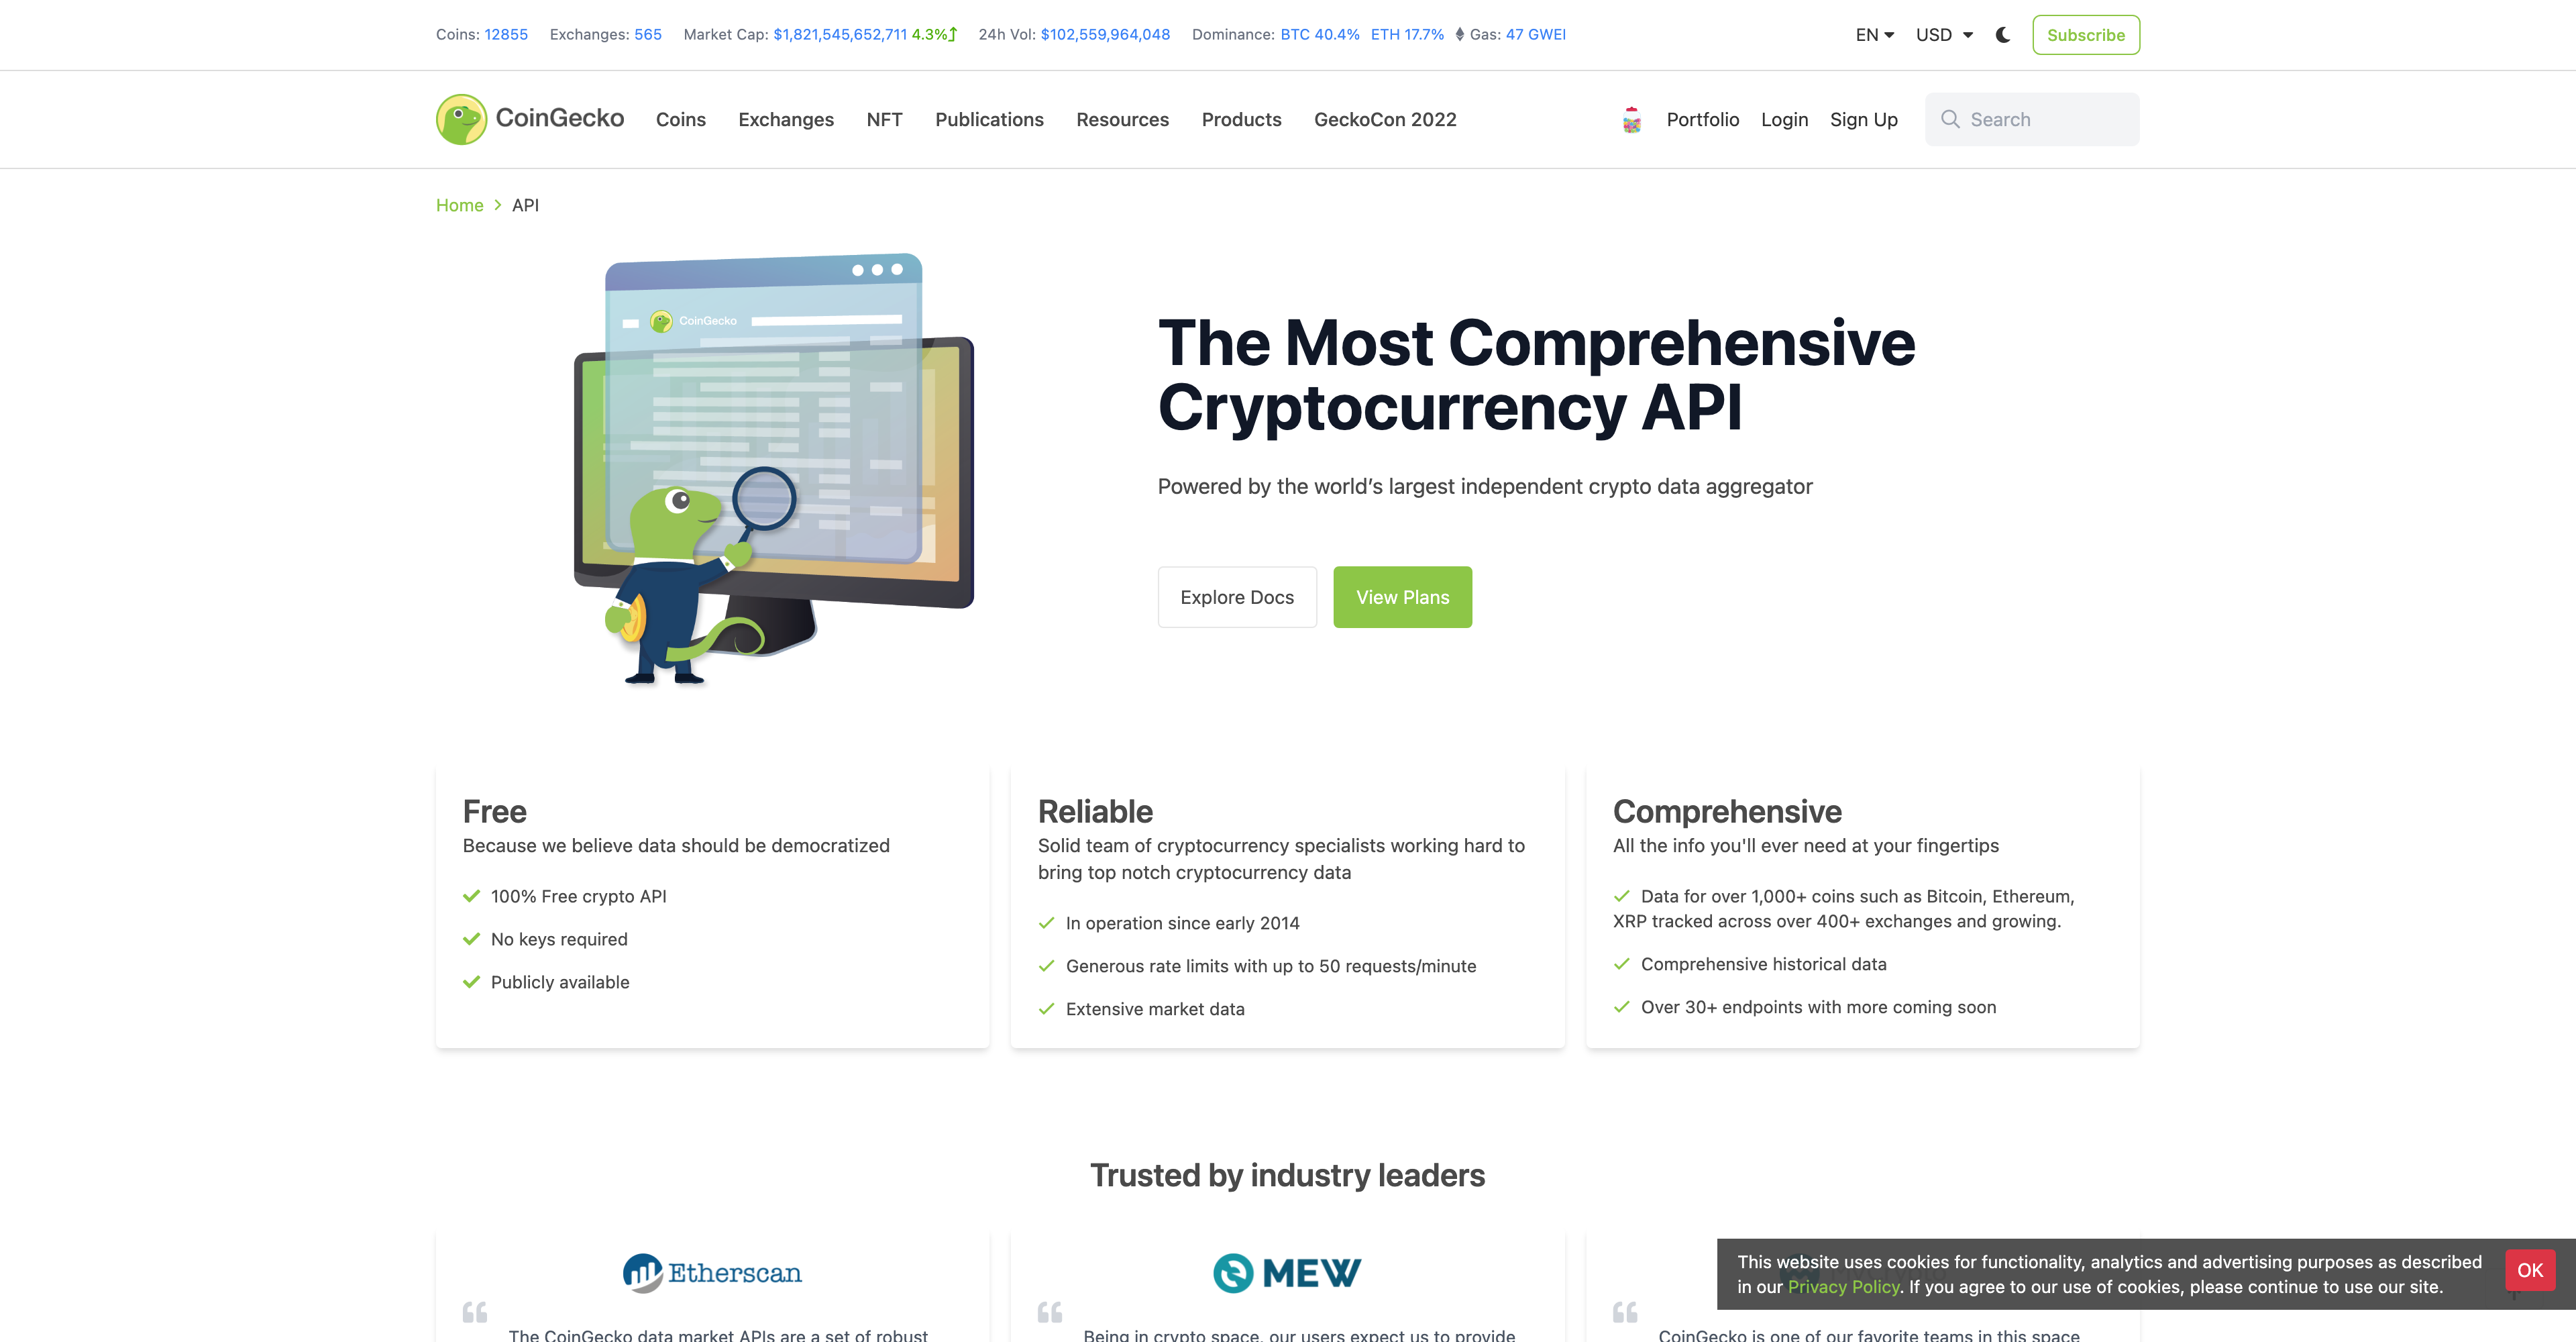 Coins: 12855 Exchanges: 565 Market Cap: $1,821,545,652,711 4.3% 24h Vol: $102,559,964,048 Dominance: BTC 40.4% ETH 17.7% Gas: 47 GWEI EN USD Subscribe
CoinGecko Coins Exchanges NFT Publications Resources Products GeckoCon 2022 Portfolio Login Sign Up Search
Home > API
CoinGecko
The Most Comprehensive
Cryptocurrency API
Powered by the world’s largest independent crypto data aggregator
Explore Docs View Plans
Free
Because we believe data should be democratized
100% Free crypto API
No keys required
Publicly available
Reliable
Solid team of cryptocurrency specialists working hard to
bring top notch cryptocurrency data
In operation since early 2014
Generous rate limits with up to 50 requests/minute
Extensive market data
Comprehensive
All the info you'll ever need at your fingertips
Data for over 1,000+ coins such as Bitcoin, Ethereum,
XRP tracked across over 400+ exchanges and growing.
Comprehensive historical data
Over 30+ endpoints with more coming soon
Trusted by industry leaders
Etherscan
The CoinGecko data market APIs are a set of robust
MEW
Being in crypto space, our users expect us to provide
CoinGecko is one of our favorite teams in this space
This website uses cookies for functionality, analytics and advertising purposes as described
in our Privacy Policy. If you agree to our use of cookies, please continue to use our site.
OK